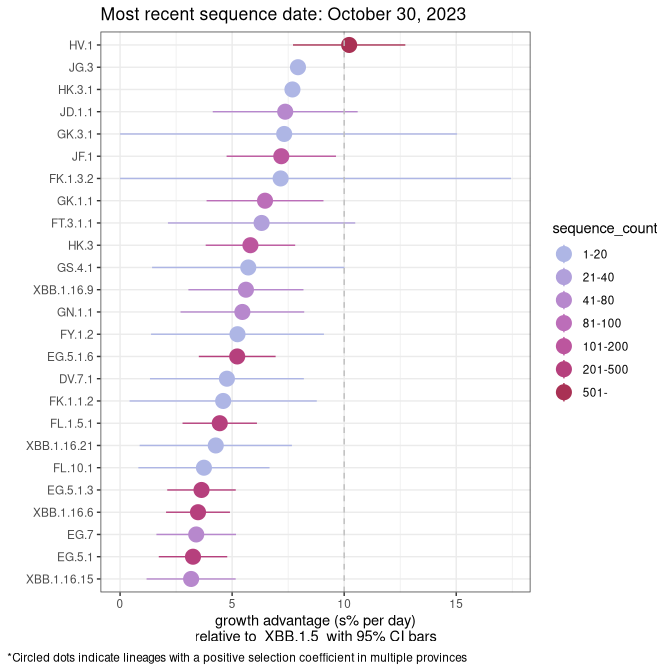 Most recent sequence date: October 30, 2023
HV.1
JG.3
HK.3.1
JD.1.1
GK.3.1
JF.1
FK.1.3.2
GK.1.1
FT.3.1.1
HK.3
GS.4.1
XBB.1.16.9
GN.1.1
FY.1.2
EG.5.1.6
DV.7.1
FK.1.1.2
FL.1.5.1
XBB.1.16.21
FL.10.1
EG.5.1.3
XBB.1.16.6
EG.7
EG.5.1
XBB.1.16.15
0 5 10 15
growth advantage (s% per day)
relative to XBB.1.5 with 95% CI bars
sequence_count
1-20
21-40
41-80
81-100
101-200
201-500
501-
*Circled dots indicate lineages with a positive selection coefficient in multiple provinces